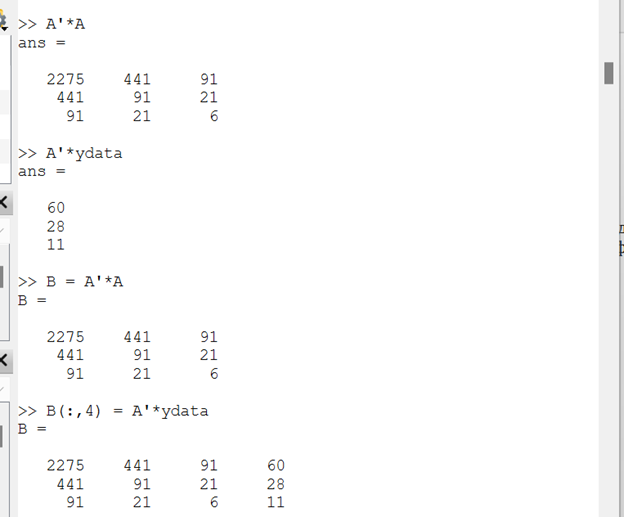 >> A'*A
ans =
2275 441 91
441 91 21
91 21 6
>> A'*ydata
ans =
60
28
11
>> B = A'*A
B =
2275 441 91
441 91 21
91 21 6
>> B(:,4) = A'*ydata
B =
2275 441 91 60
441 91 21 28
91 21 6 11